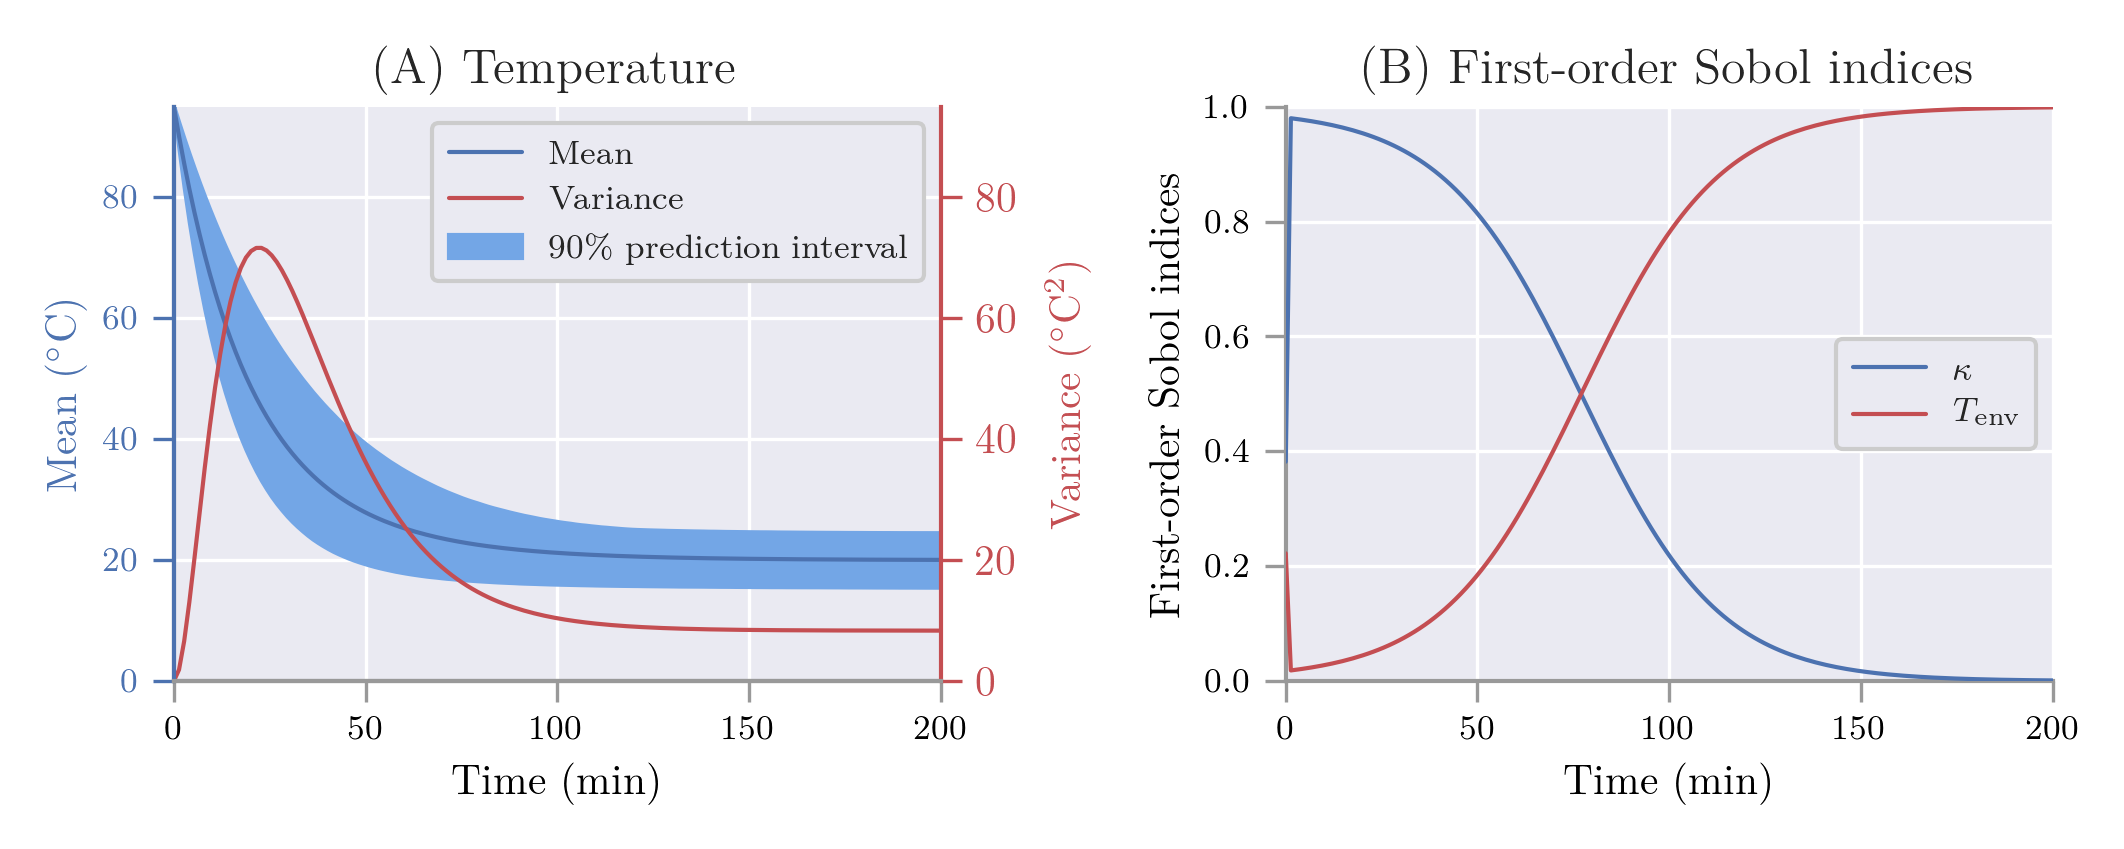 (A) Temperature
Mean
Variance
90% prediction interval
80
60
40
20
0
Mean (°C)
80
60
40
20
0
Variance (°C²)
0 50 100 150 200
Time (min)
(B) First-order Sobol indices
1.0
0.8
0.6
0.4
0.2
0.0
First-order Sobol indices
κ
T_env
0 50 100 150 200
Time (min)